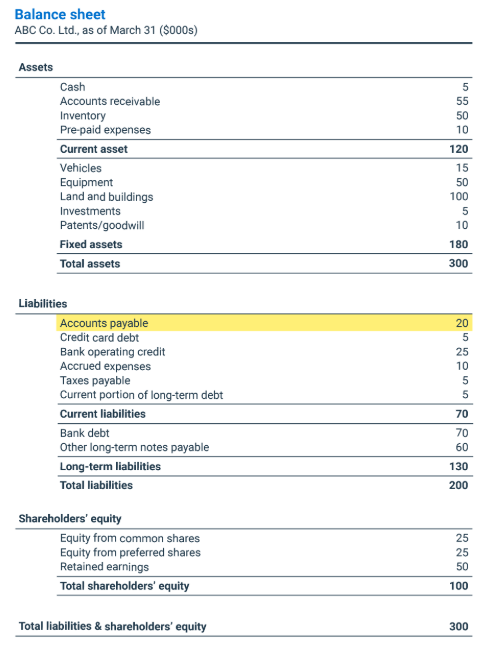 Balance sheet
ABC Co. Ltd., as of March 31 ($000s)
Assets
Cash 5
Accounts receivable 55
Inventory 50
Pre-paid expenses 10
Current asset 120
Vehicles 15
Equipment 50
Land and buildings 100
Investments 5
Patents/goodwill 10
Fixed assets 180
Total assets 300
Liabilities
Accounts payable 20
Credit card debt 5
Bank operating credit 25
Accrued expenses 10
Taxes payable 5
Current portion of long-term debt 5
Current liabilities 70
Bank debt 70
Other long-term notes payable 60
Long-term liabilities 130
Total liabilities 200
Shareholders' equity
Equity from common shares 25
Equity from preferred shares 25
Retained earnings 50
Total shareholders' equity 100
Total liabilities & shareholders' equity 300